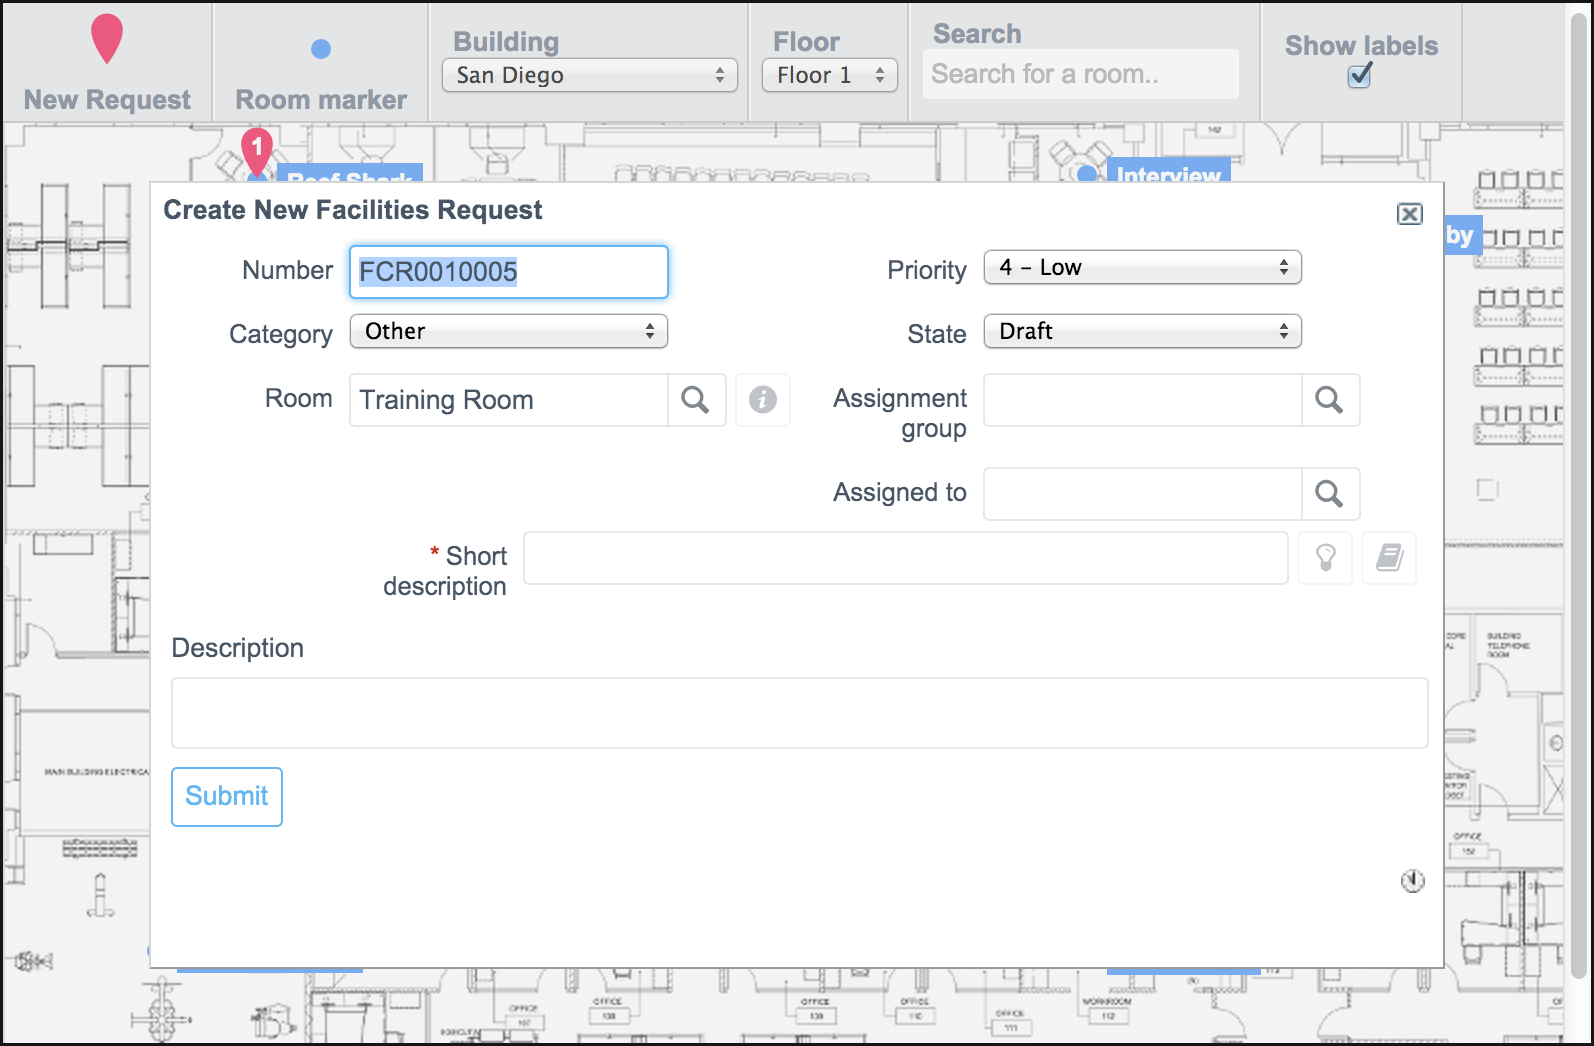 New Request
Room marker
Building
San Diego
Floor
Floor 1
Search
Search for a room..
Show labels
142
1
Reef Shark
Interview
by
Create New Facilities Request
Number
FCR0010005
Priority
4 – Low
Category
Other
State
Draft
Room
Training Room
Assignment
group
Assigned to
* Short
description
Description
Submit
BUILDING
TELEPHONE
ROOM
MAIN BUILDING ELECTRICA
OFFICE
152
OFFICE
107
OFFICE
108
OFFICE
109
OFFICE
110
OFFICE
111
WORKROOM
112